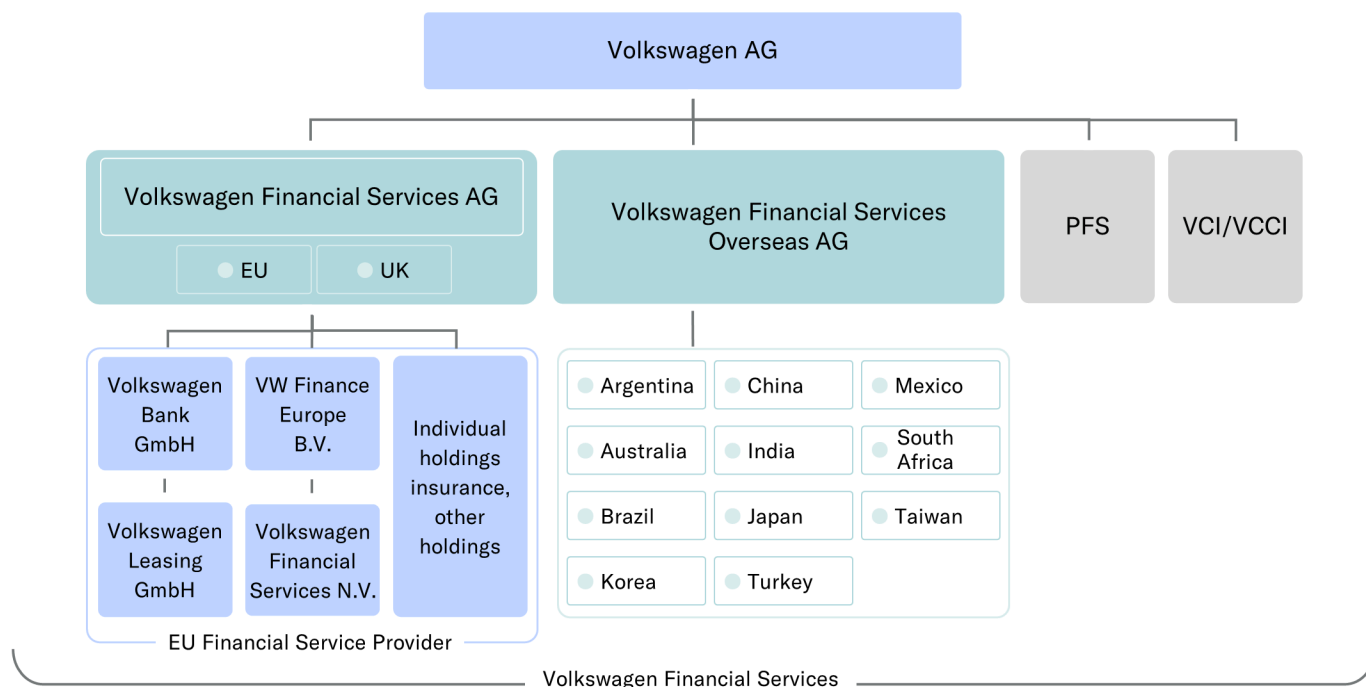 Volkswagen AG
Volkswagen Financial Services AG
EU
UK
Volkswagen Financial Services
Overseas AG
PFS
VCI/VCCI
Volkswagen
Bank
GmbH
VW Finance
Europe
B.V.
Individual
holdings
insurance,
other
holdings
Volkswagen
Leasing
GmbH
Volkswagen
Financial
Services N.V.
EU Financial Service Provider
Argentina
China
Mexico
Australia
India
South
Africa
Brazil
Japan
Taiwan
Korea
Turkey
Volkswagen Financial Services